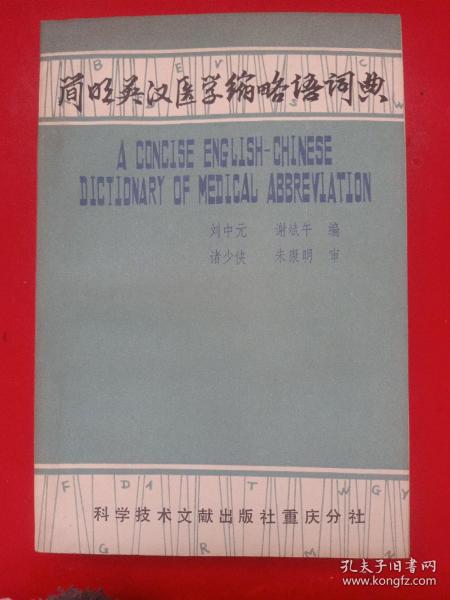 B E V S C W
简明英汉医学缩略语词典
A CONCISE ENGLISH-CHINESE
DICTIONARY OF MEDICAL ABBREVIATION
刘中元 谢法午 编
诸少侠 朱康明 审
F D A T W G Y
科学技术文献出版社重庆分社
G R M
孔夫子旧书网
www.kongfz.com